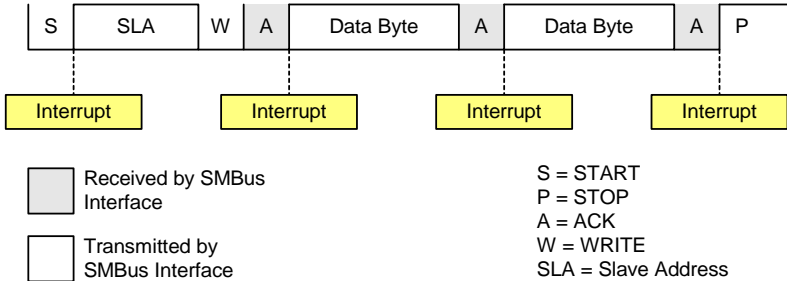 S SLA W A Data Byte A Data Byte A P
Interrupt Interrupt Interrupt Interrupt
Received by SMBus
Interface
Transmitted by
SMBus Interface
S = START
P = STOP
A = ACK
W = WRITE
SLA = Slave Address